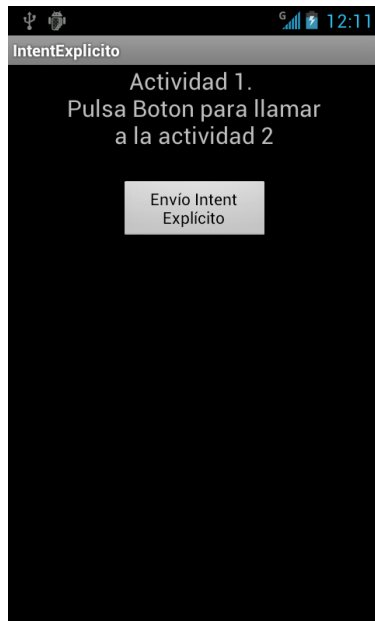 G 12:11
IntentExplicito
Actividad 1.
Pulsa Boton para llamar
a la actividad 2
Envío Intent
Explícito